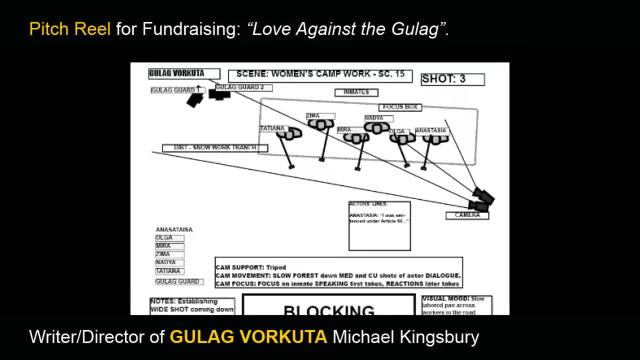 Pitch Reel for Fundraising: “Love Against the Gulag”.
GULAG VORKUTA
SCENE: WOMEN'S CAMP WORK - SC. 15
SHOT: 3
GULAG GUARD 1
GULAG GUARD 2
INMATES
FOCUS BOX
TATIANA
ZIMA
MIRA
NADYA
OLGA
ANASTASIA
DIRT - SNOW WORK TRANCH
CAMERA
ACTORS' LINES:
ANASTASIA: "I was sen-
tenced under Article 58..."
ANASATAISA
OLGA
MIRA
ZIMA
NADYA
TATIANA
GULAG GUARD
CAM SUPPORT: Tripod
CAM MOVEMENT: SLOW FOREST down MED and CU shots of actor DIALOGUE.
CAM FOCUS: FOCUS on inmate SPEAKING first takes, REACTIONS later takes
NOTES: Establishing
WIDE SHOT coming down
BLOCKING
VISUAL MOOD: Slow
labored pan across
workers in the road
Writer/Director of GULAG VORKUTA Michael Kingsbury